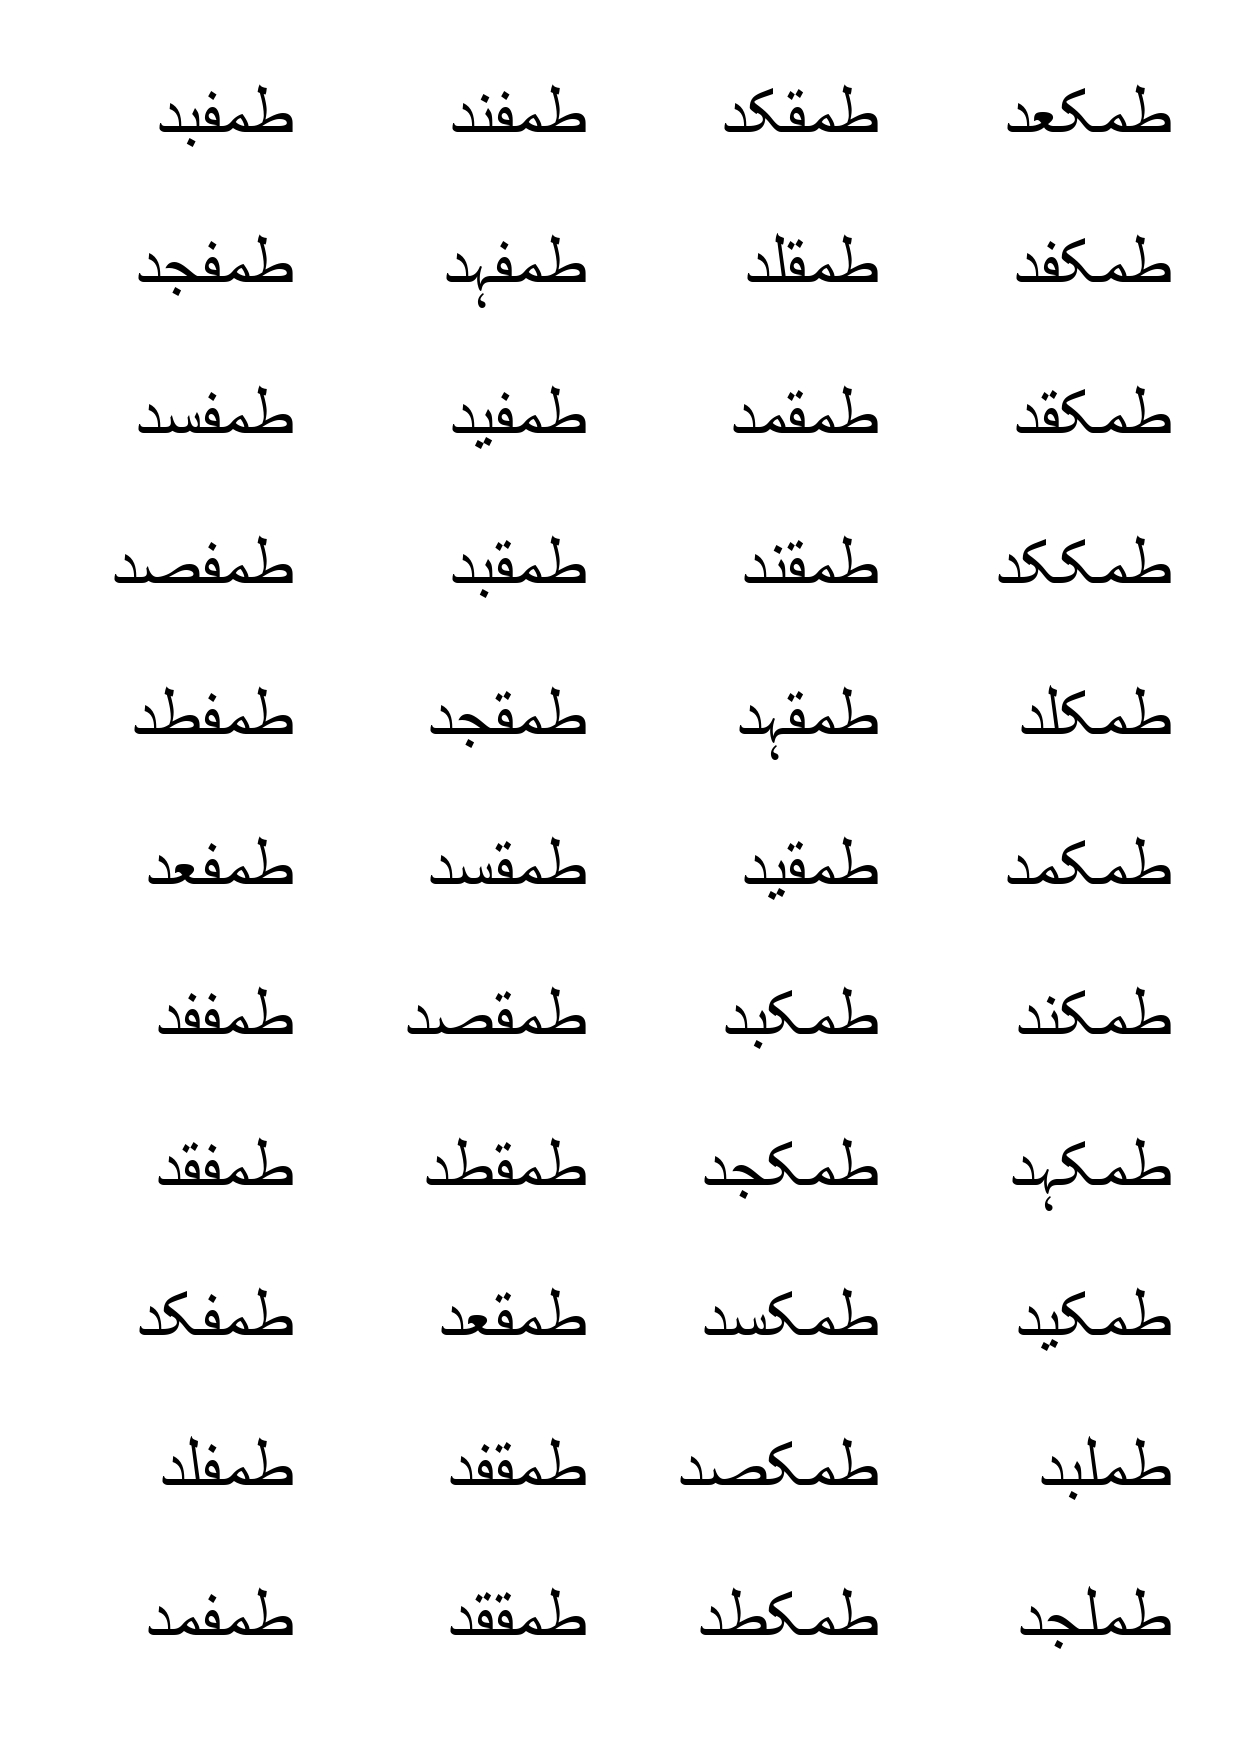 طمکعد طمقکد طمفند طمفبد
طمکفد طمقلد طمفہد طمفجد
طمکقد طمقمد طمفید طمفسد
طمککد طمقند طمقبد طمفصد
طمکلد طمقہد طمقجد طمفطد
طمکمد طمقید طمقسد طمفعد
طمکند طمکبد طمقصد طمففد
طمکہد طمکجد طمقطد طمفقد
طمکید طمکسد طمقعد طمفکد
طملبد طمکصد طمقفد طمفلد
طملجد طمکطد طمققد طمفمد